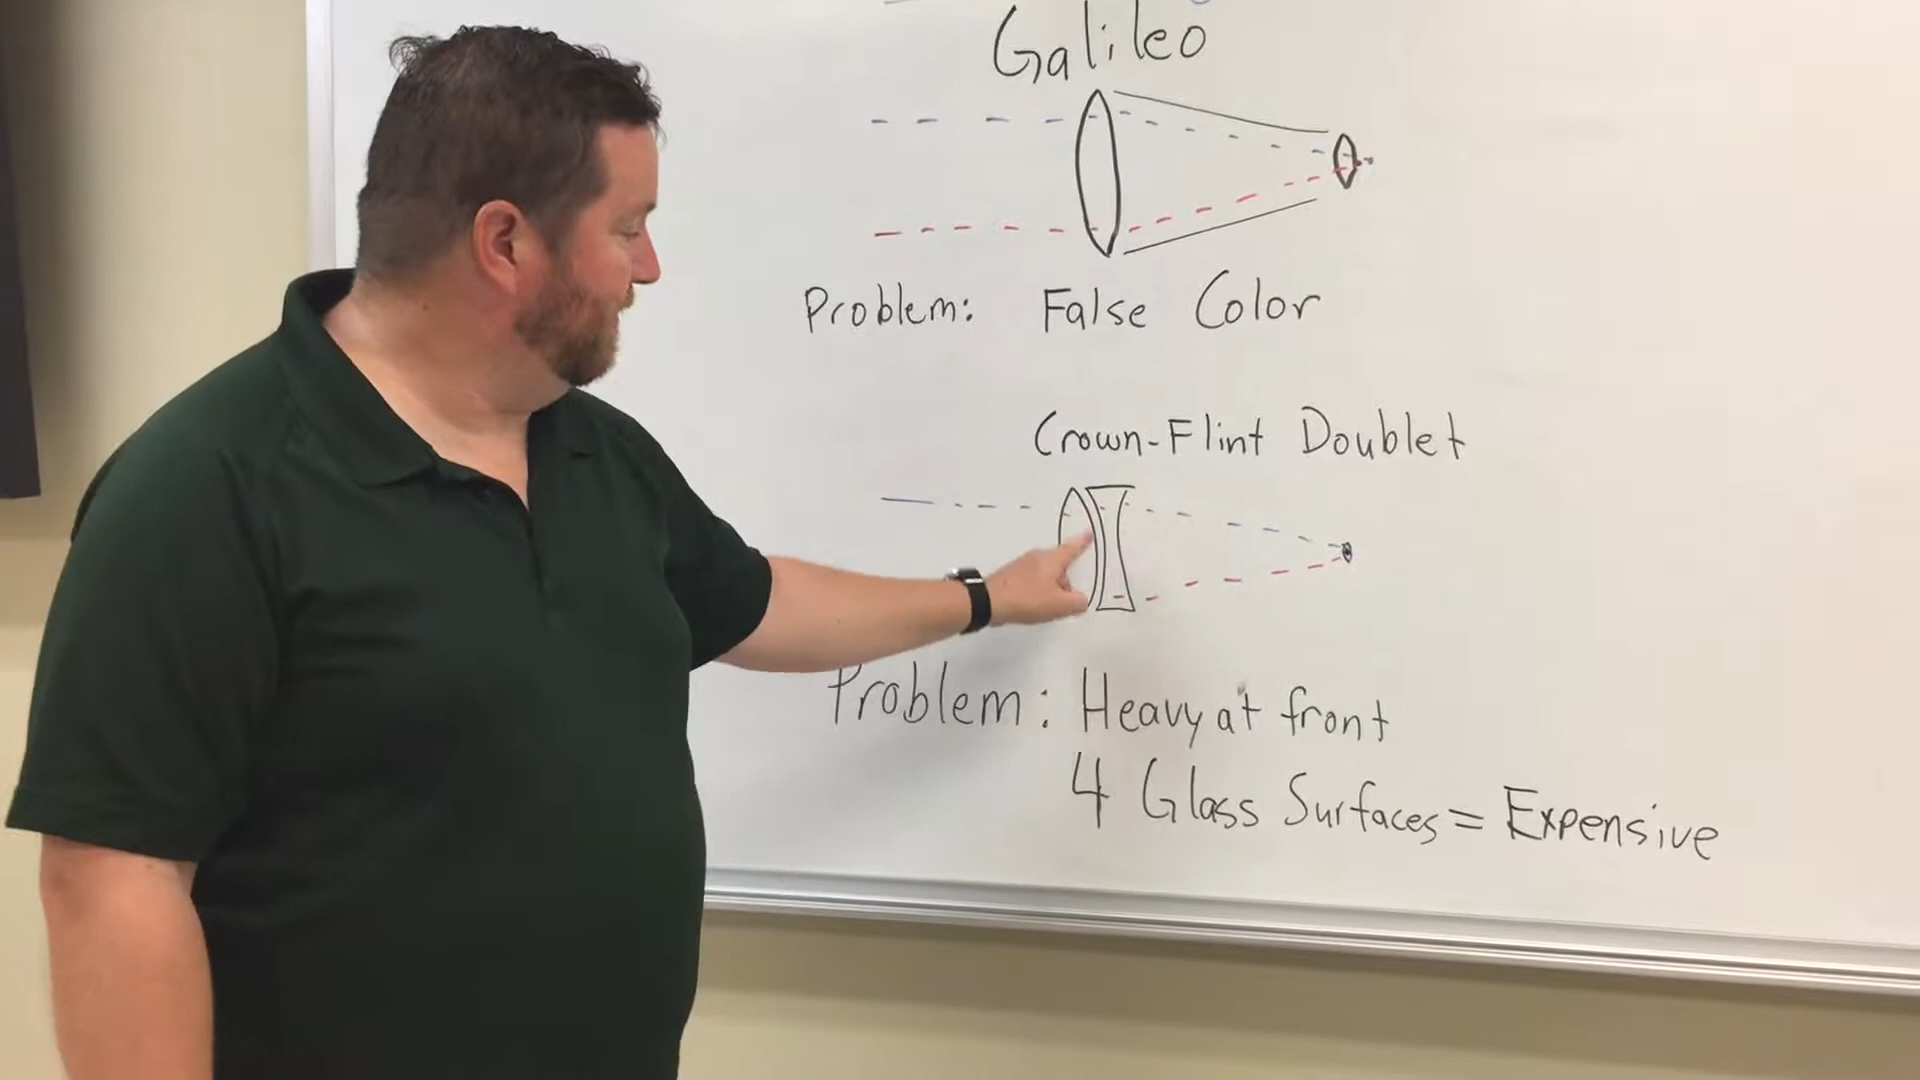 Galileo
Problem: False Color
Crown-Flint Doublet
Problem: Heavy at front
4 Glass Surfaces = Expensive